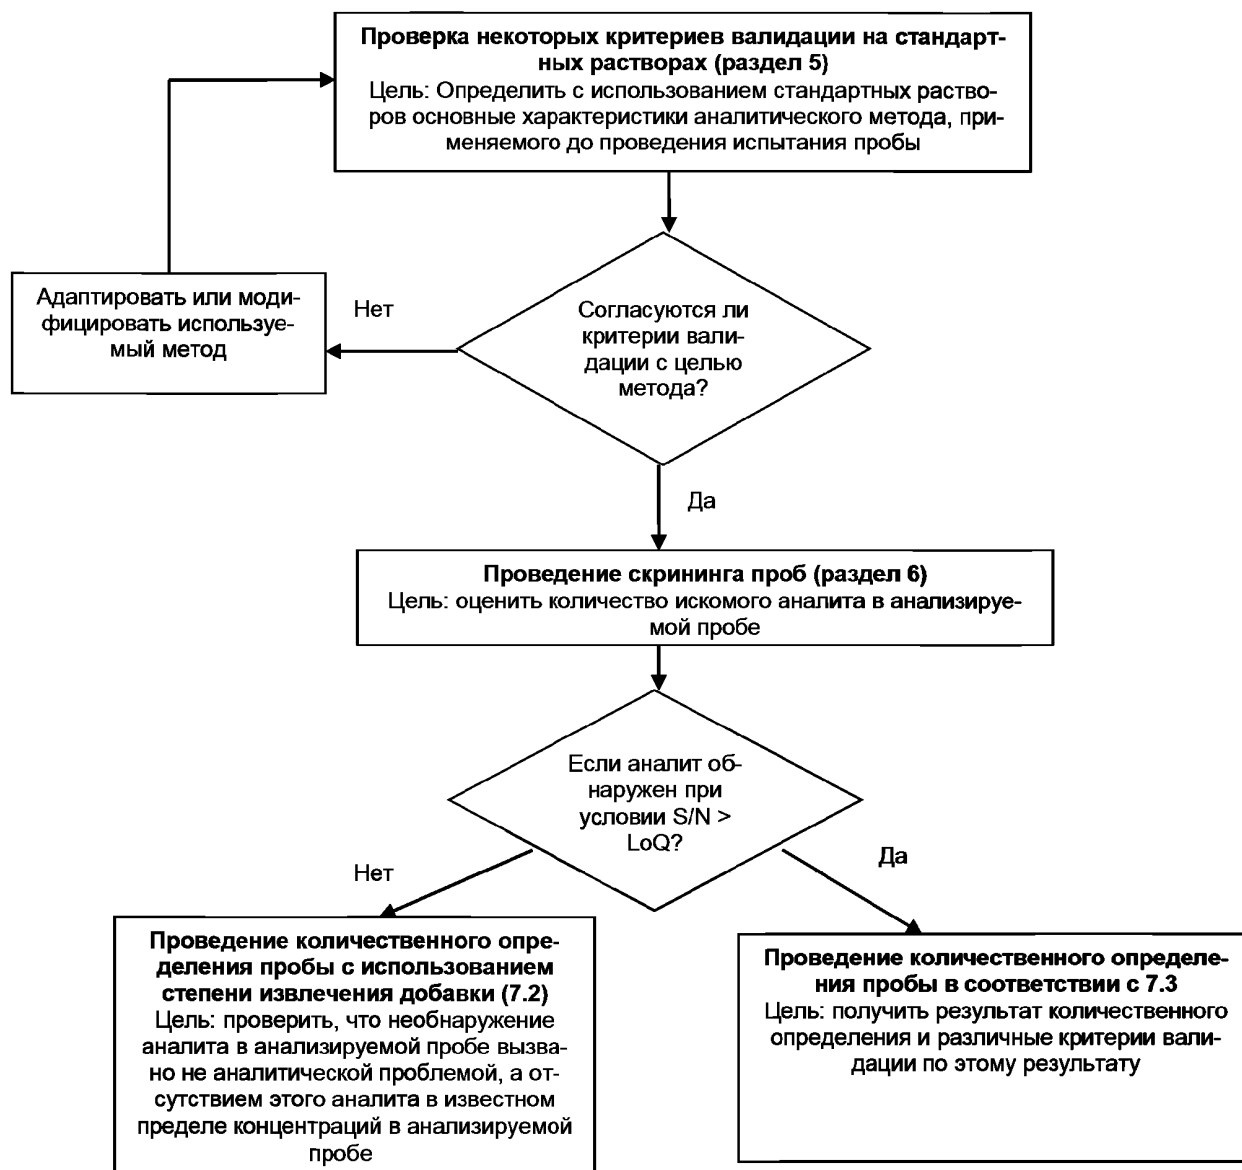 Проверка некоторых критериев валидации на стандарт-
ных растворах (раздел 5)
Цель: Определить с использованием стандартных раство-
ров основные характеристики аналитического метода, при-
меняемого до проведения испытания пробы
Адаптировать или моди-
фицировать используе-
мый метод
Нет
Согласуются ли
критерии вали-
дации с целью
метода?
Да
Проведение скрининга проб (раздел 6)
Цель: оценить количество искомого аналита в анализируе-
мой пробе
Если аналит об-
наружен при
условии S/N >
LoQ?
Нет
Да
Проведение количественного опре-
деления пробы с использованием
степени извлечения добавки (7.2)
Цель: проверить, что необнаружение
аналита в анализируемой пробе вызва-
но не аналитической проблемой, а от-
сутствием этого аналита в известном
пределе концентраций в анализируемой
пробе
Проведение количественного определе-
ния пробы в соответствии с 7.3
Цель: получить результат количественного
определения и различные критерии вали-
дации по этому результату